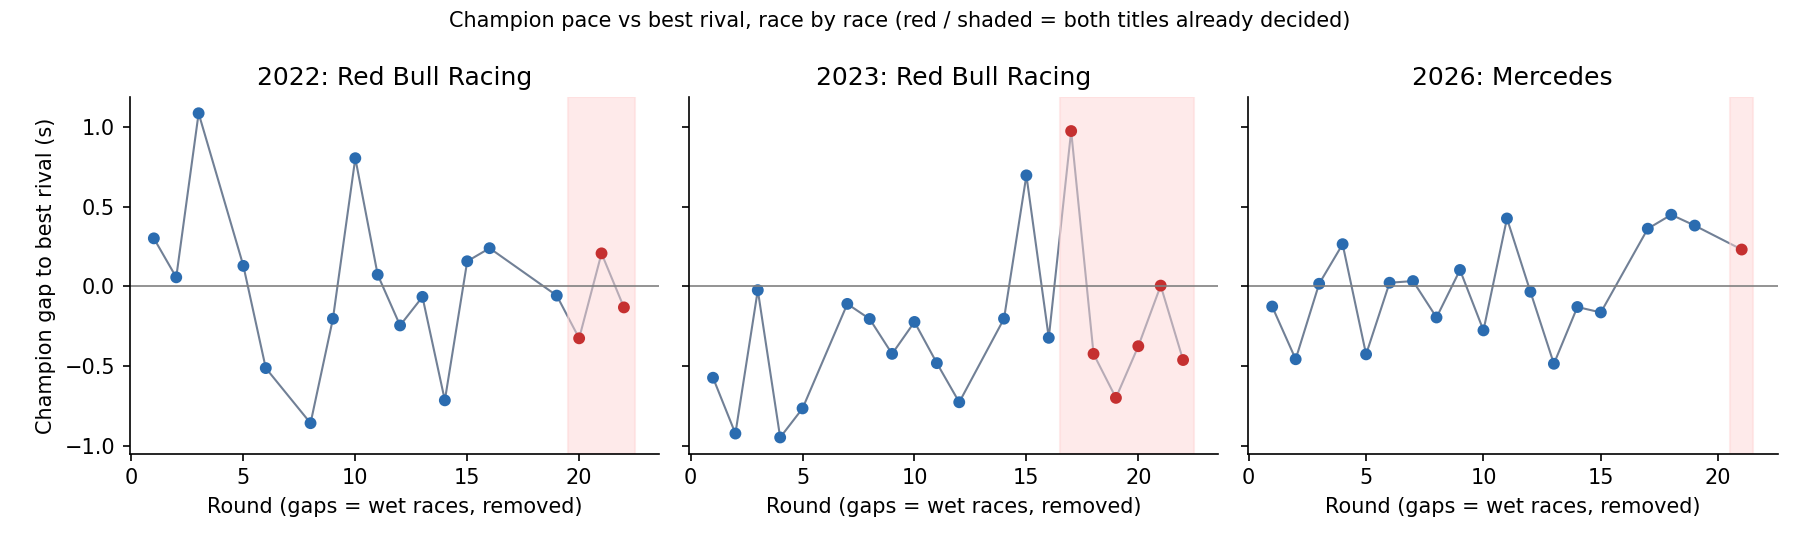 Champion pace vs best rival, race by race (red / shaded = both titles already decided)
2022: Red Bull Racing
2023: Red Bull Racing
2026: Mercedes
Champion gap to best rival (s)
1.0
0.5
0.0
−0.5
−1.0
0 5 10 15 20
0 5 10 15 20
0 5 10 15 20
Round (gaps = wet races, removed)
Round (gaps = wet races, removed)
Round (gaps = wet races, removed)